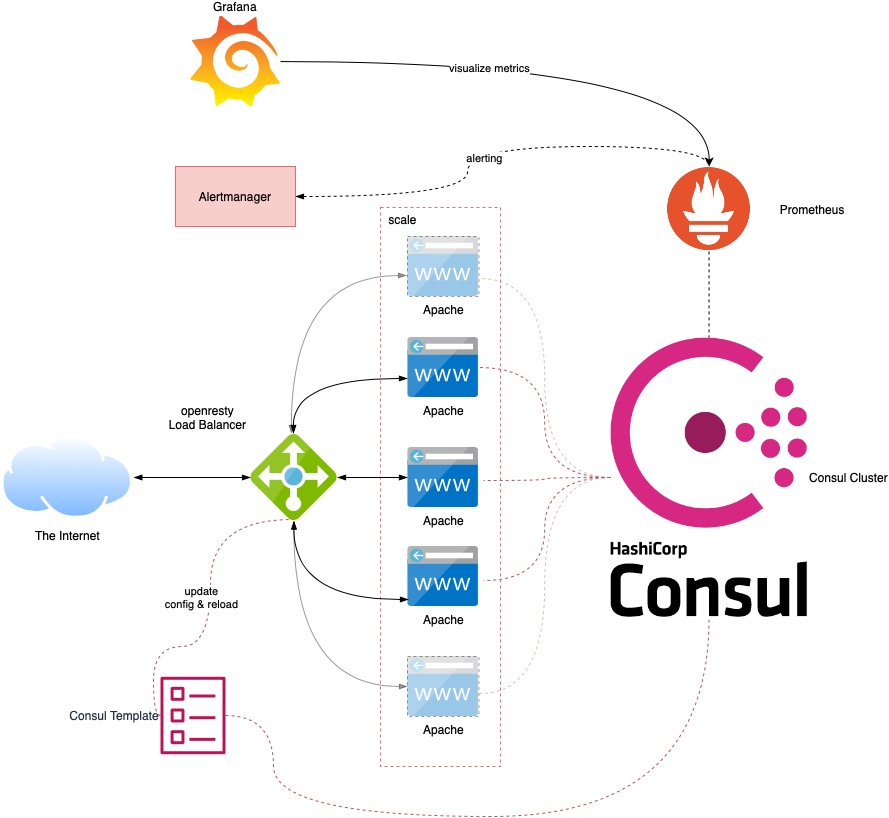 Grafana
visualize metrics
alerting
Alertmanager
Prometheus
scale
WWW
Apache
WWW
Apache
openresty
Load Balancer
WWW
Apache
The Internet
Consul Cluster
HashiCorp
Consul
WWW
Apache
update
config & reload
WWW
Apache
Consul Template